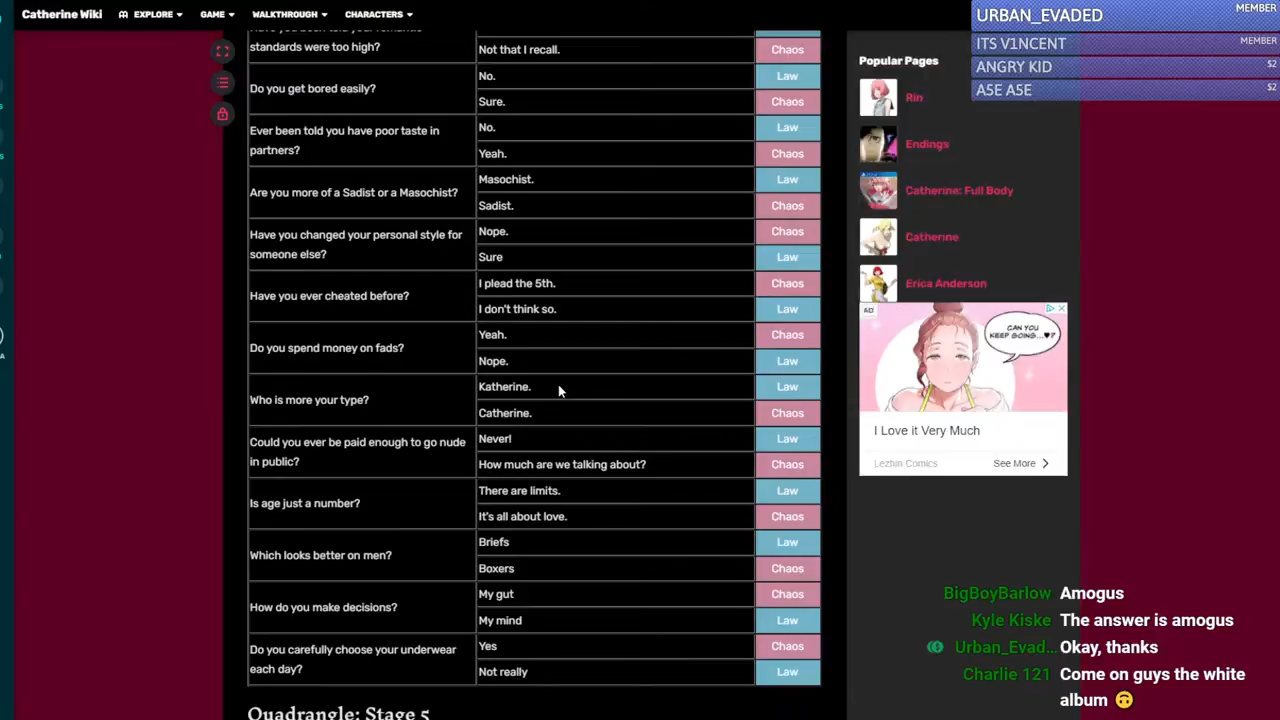 Catherine Wiki
EXPLORE
GAME
WALKTHROUGH
CHARACTERS
URBAN_EVADED
MEMBER
ITS V1NCENT
MEMBER
ANGRY KID
$2
A5E A5E
$2
standards were too high?
Not that I recall.
Chaos
Do you get bored easily?
No.
Law
Sure.
Chaos
Ever been told you have poor taste in
partners?
No.
Law
Yeah.
Chaos
Are you more of a Sadist or a Masochist?
Masochist.
Law
Sadist.
Chaos
Have you changed your personal style for
someone else?
Nope.
Chaos
Sure
Law
Have you ever cheated before?
I plead the 5th.
Chaos
I don't think so.
Law
Do you spend money on fads?
Yeah.
Chaos
Nope.
Law
Who is more your type?
Katherine.
Law
Catherine.
Chaos
Could you ever be paid enough to go nude
in public?
Never!
Law
How much are we talking about?
Chaos
Is age just a number?
There are limits.
Law
It's all about love.
Chaos
Which looks better on men?
Briefs
Law
Boxers
Chaos
How do you make decisions?
My gut
Chaos
My mind
Law
Do you carefully choose your underwear
each day?
Yes
Chaos
Not really
Law
Quadrangle: Stage 5
Popular Pages
Rin
Endings
Catherine: Full Body
Catherine
Erica Anderson
AD
CAN YOU
KEEP GOING...♥?
I Love it Very Much
Lezhin Comics
See More
BigBoyBarlow Amogus
Kyle Kiske The answer is amogus
Urban_Evad... Okay, thanks
Charlie 121 Come on guys the white
album 🙃